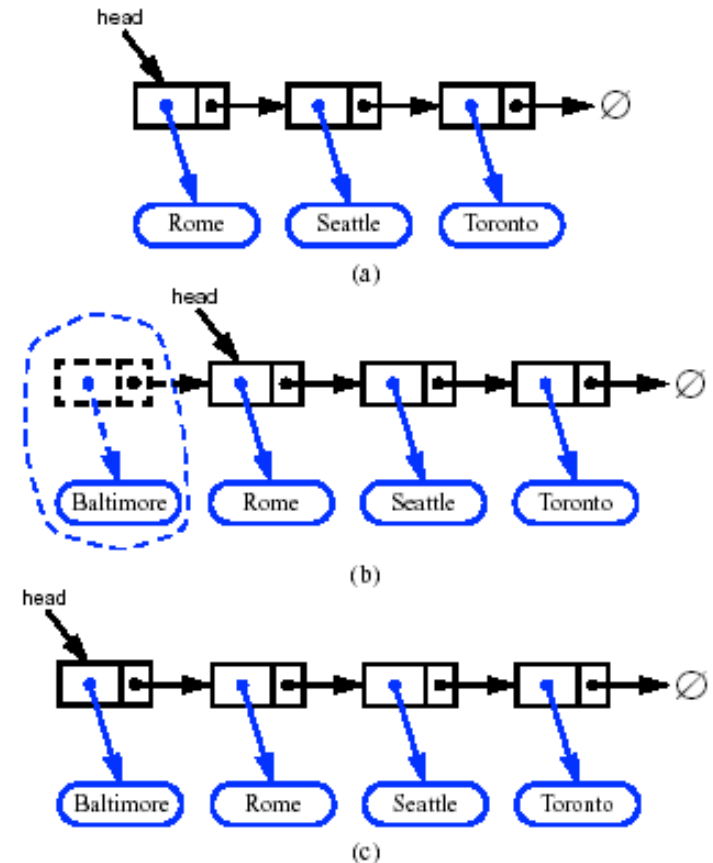 head
∅
Rome Seattle Toronto
(a)
head
∅
Baltimore Rome Seattle Toronto
(b)
head
∅
Baltimore Rome Seattle Toronto
(c)